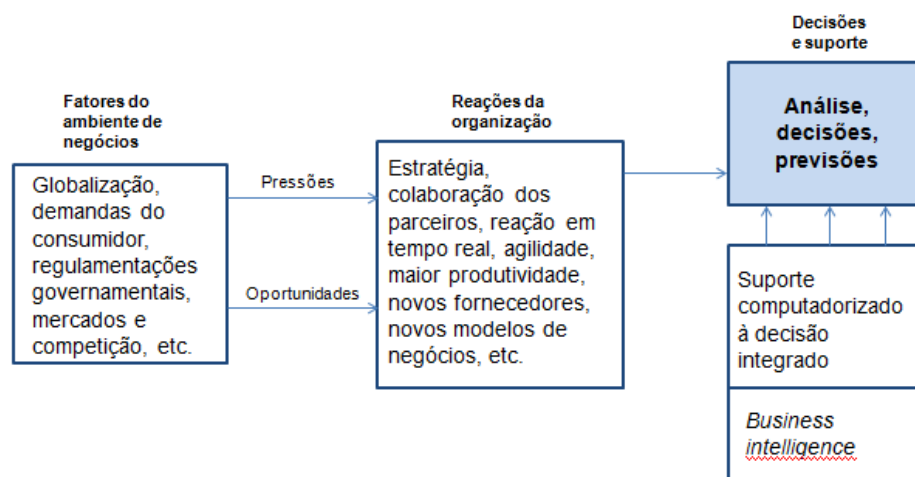 Fatores do
ambiente de
negócios
Globalização,
demandas do
consumidor,
regulamentações
governamentais,
mercados e
competição, etc.
Pressões
Oportunidades
Reações da
organização
Estratégia,
colaboração dos
parceiros, reação em
tempo real, agilidade,
maior produtividade,
novos fornecedores,
novos modelos de
negócios, etc.
Decisões
e suporte
Análise,
decisões,
previsões
Suporte
computadorizado
à decisão
integrado
Business
intelligence